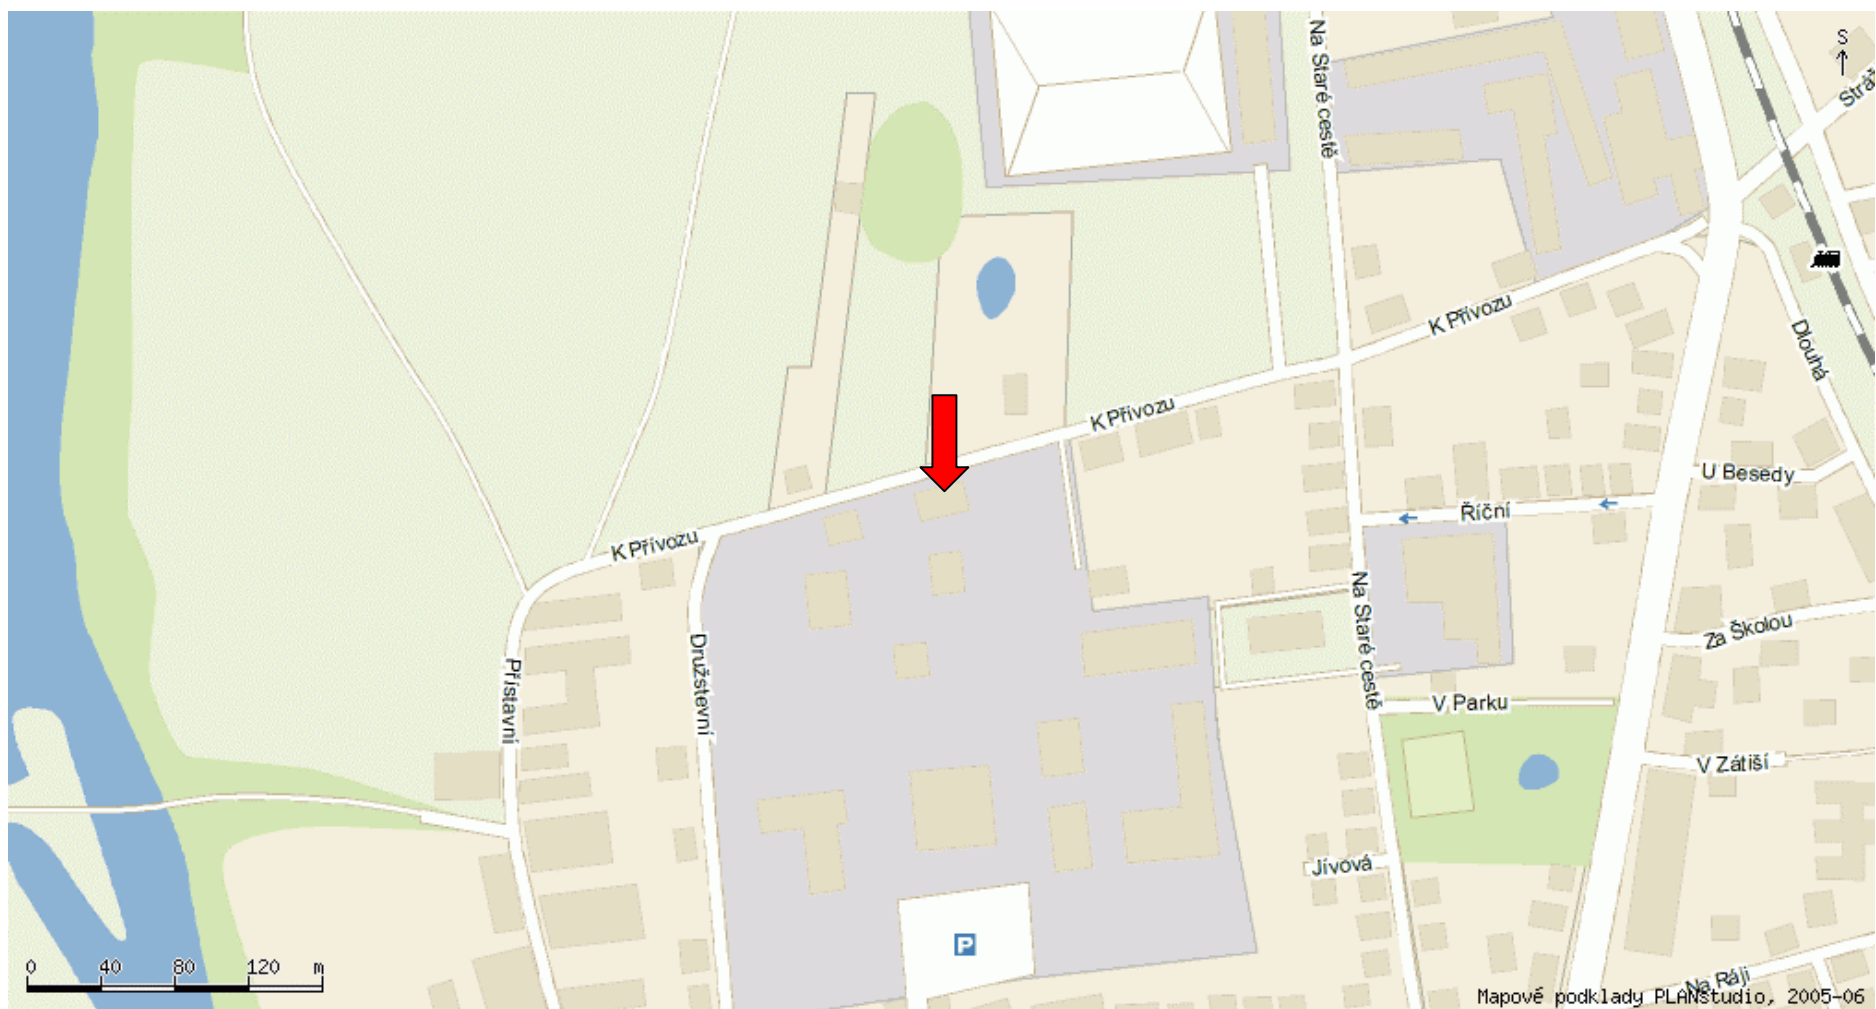 Na Staré cestě
S
Stráž
K Přívozu
Dlouhá
K Přívozu
U Besedy
Říční
K Přívozu
Na Staré cestě
Za Školou
Družstevní
Přístavní
V Parku
V Zátiší
Jívová
P
0 40 80 120 m
Na Ráji
Mapové podklady PLANstudio, 2005-06